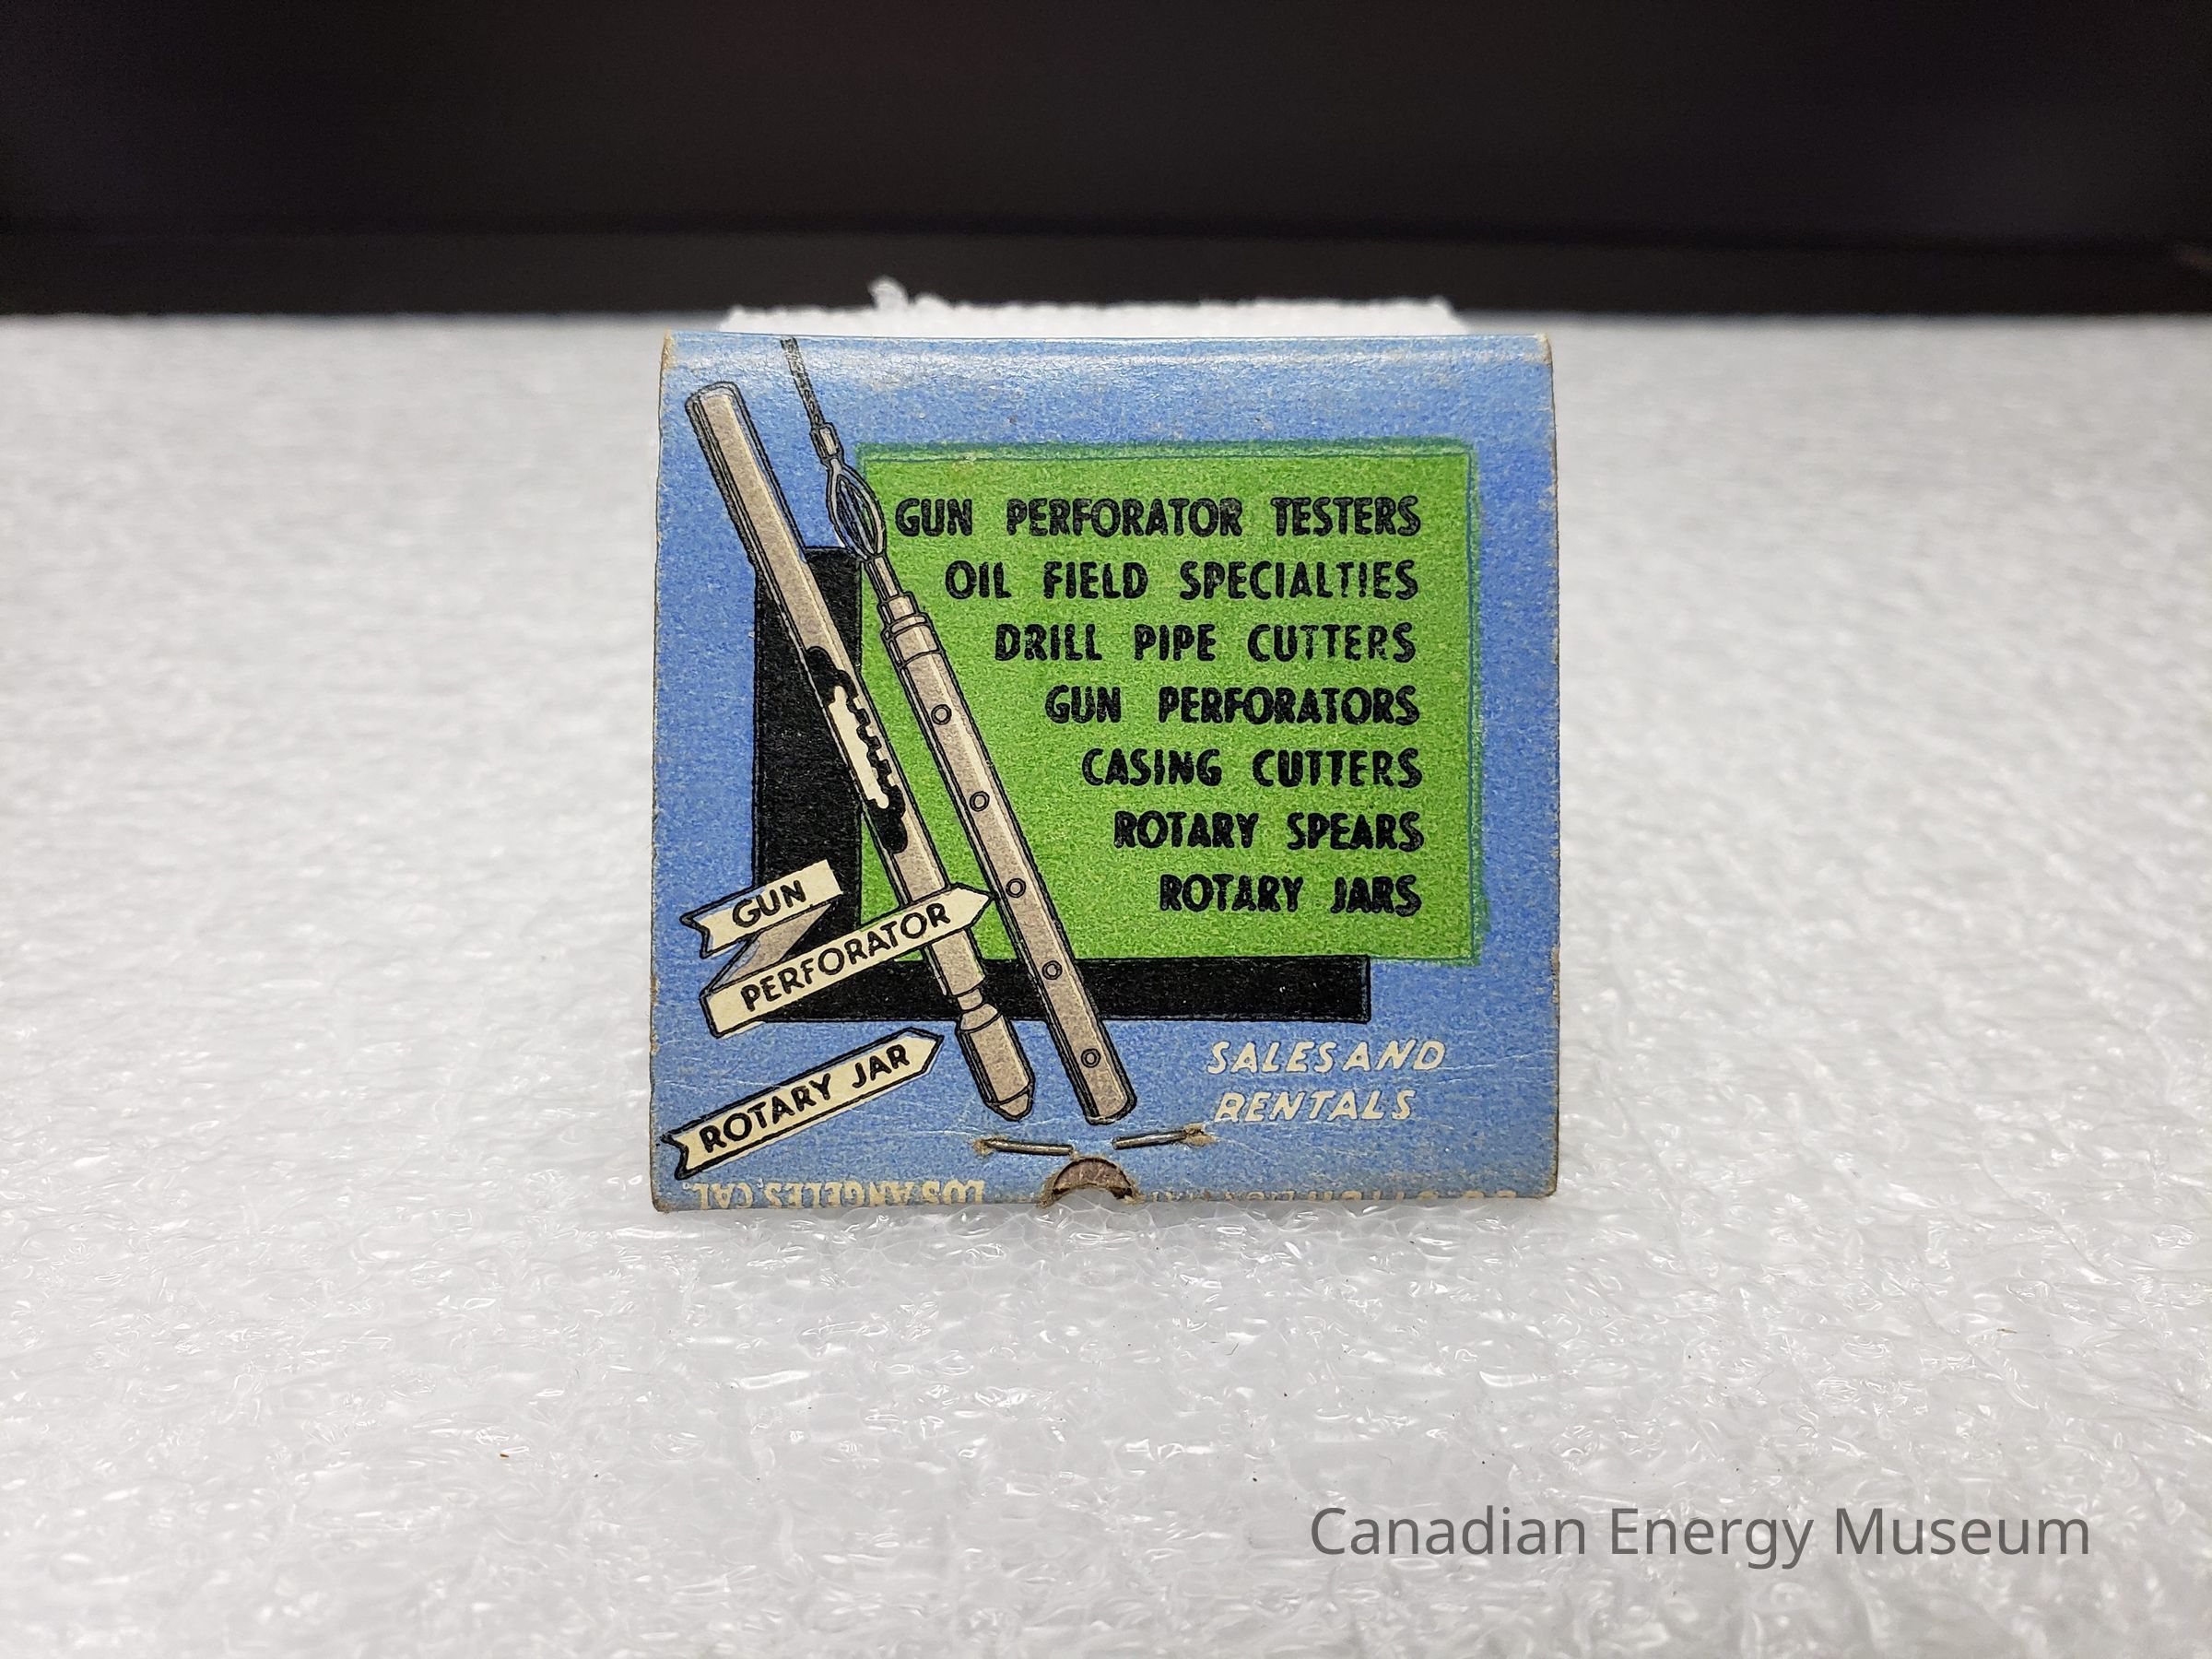 GUN PERFORATOR TESTERS
OIL FIELD SPECIALTIES
DRILL PIPE CUTTERS
GUN PERFORATORS
CASING CUTTERS
ROTARY SPEARS
ROTARY JARS
GUN
PERFORATOR
ROTARY JAR
SALES AND
RENTALS
LOS ANGELES, CAL.
Canadian Energy Museum